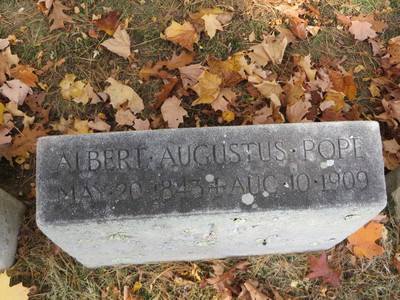 ALBERT · AUGUSTUS · POPE
MAY · 20 · 1843 + AUG · 10 · 1909